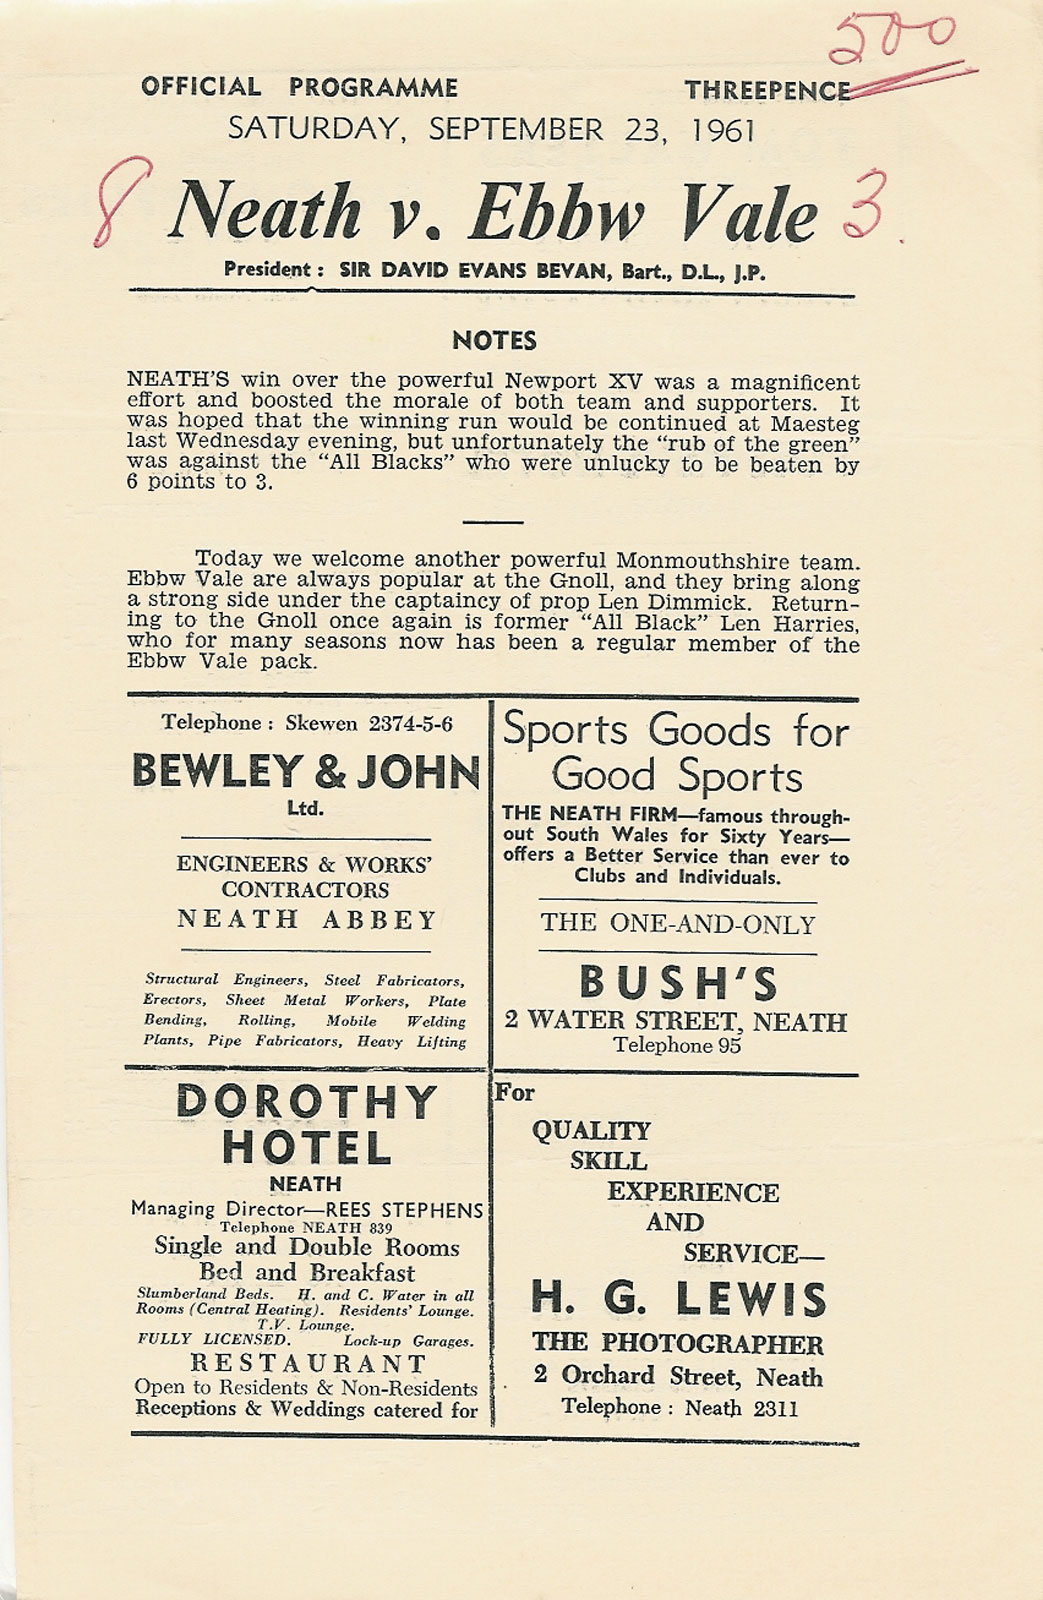 500
OFFICIAL PROGRAMME THREEPENCE
SATURDAY, SEPTEMBER 23, 1961
8 Neath v. Ebbw Vale 3.
President : SIR DAVID EVANS BEVAN, Bart., D.L., J.P.
NOTES
NEATH'S win over the powerful Newport XV was a magnificent
effort and boosted the morale of both team and supporters. It
was hoped that the winning run would be continued at Maesteg
last Wednesday evening, but unfortunately the "rub of the green"
was against the "All Blacks" who were unlucky to be beaten by
6 points to 3.
Today we welcome another powerful Monmouthshire team.
Ebbw Vale are always popular at the Gnoll, and they bring along
a strong side under the captaincy of prop Len Dimmick. Return-
ing to the Gnoll once again is former "All Black" Len Harries,
who for many seasons now has been a regular member of the
Ebbw Vale pack.
Telephone : Skewen 2374-5-6
BEWLEY & JOHN
Ltd.
ENGINEERS & WORKS'
CONTRACTORS
NEATH ABBEY
Structural Engineers, Steel Fabricators,
Erectors, Sheet Metal Workers, Plate
Bending, Rolling, Mobile Welding
Plants, Pipe Fabricators, Heavy Lifting
Sports Goods for
Good Sports
THE NEATH FIRM—famous through-
out South Wales for Sixty Years—
offers a Better Service than ever to
Clubs and Individuals.
THE ONE-AND-ONLY
BUSH'S
2 WATER STREET, NEATH
Telephone 95
DOROTHY
HOTEL
NEATH
Managing Director—REES STEPHENS
Telephone NEATH 839
Single and Double Rooms
Bed and Breakfast
Slumberland Beds. H. and C. Water in all
Rooms (Central Heating). Residents' Lounge.
T.V. Lounge.
FULLY LICENSED. Lock-up Garages.
RESTAURANT
Open to Residents & Non-Residents
Receptions & Weddings catered for
For
QUALITY
SKILL
EXPERIENCE
AND
SERVICE—
H. G. LEWIS
THE PHOTOGRAPHER
2 Orchard Street, Neath
Telephone : Neath 2311